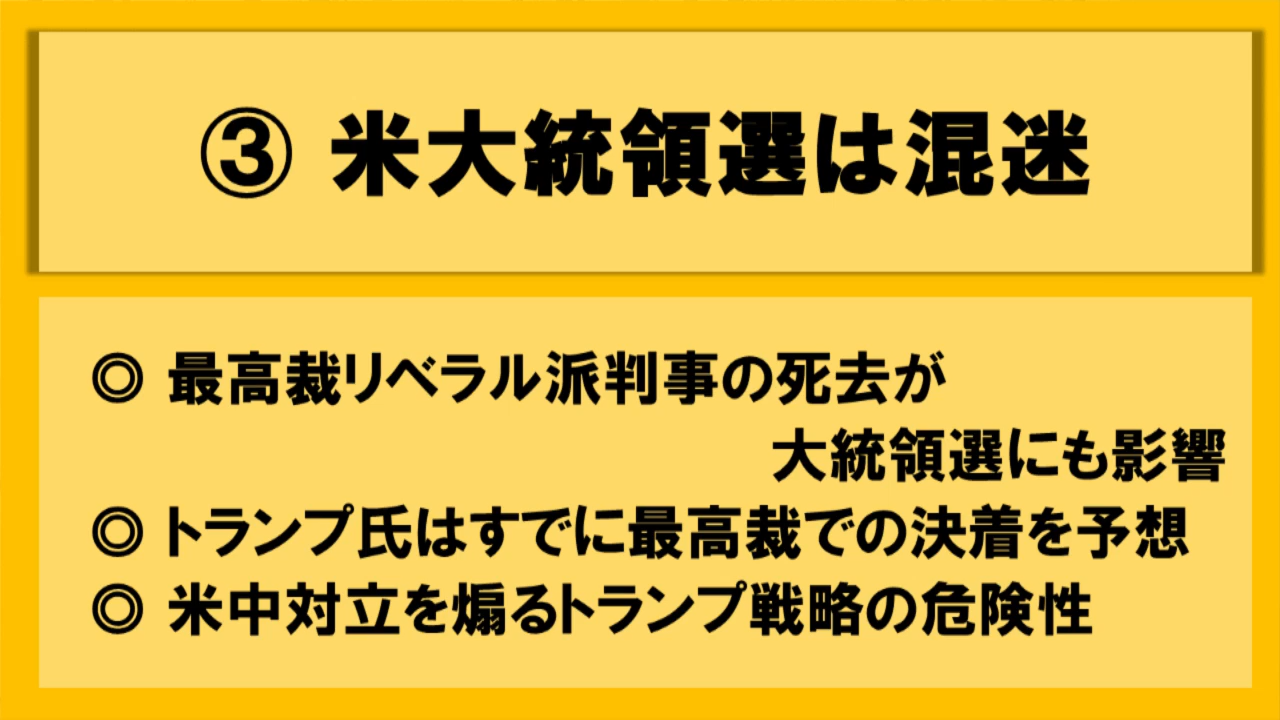 ③ 米大統領選は混迷
◎ 最高裁リベラル派判事の死去が
大統領選にも影響
◎ トランプ氏はすでに最高裁での決着を予想
◎ 米中対立を煽るトランプ戦略の危険性